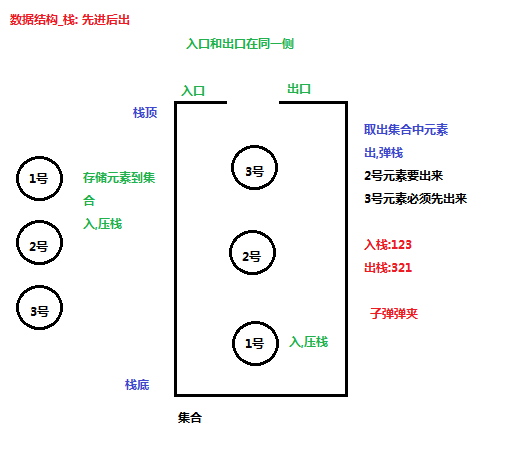 数据结构_栈: 先进后出
入口和出口在同一侧
入口
出口
栈顶
取出集合中元素
出,弹栈
2号元素要出来
3号元素必须先出来
1号
2号
3号
存储元素到集
合
入,压栈
3号
2号
1号
入,压栈
入栈:123
出栈:321
子弹弹夹
栈底
集合